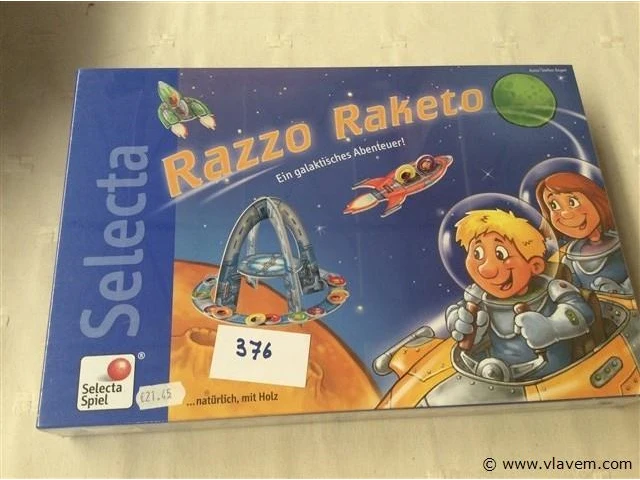 Razzo Raketo
Ein galaktisches Abenteuer!
Selecta
376
Selecta
Spiel
®
€21.45
...natürlich, mit Holz
© www.vlavem.com